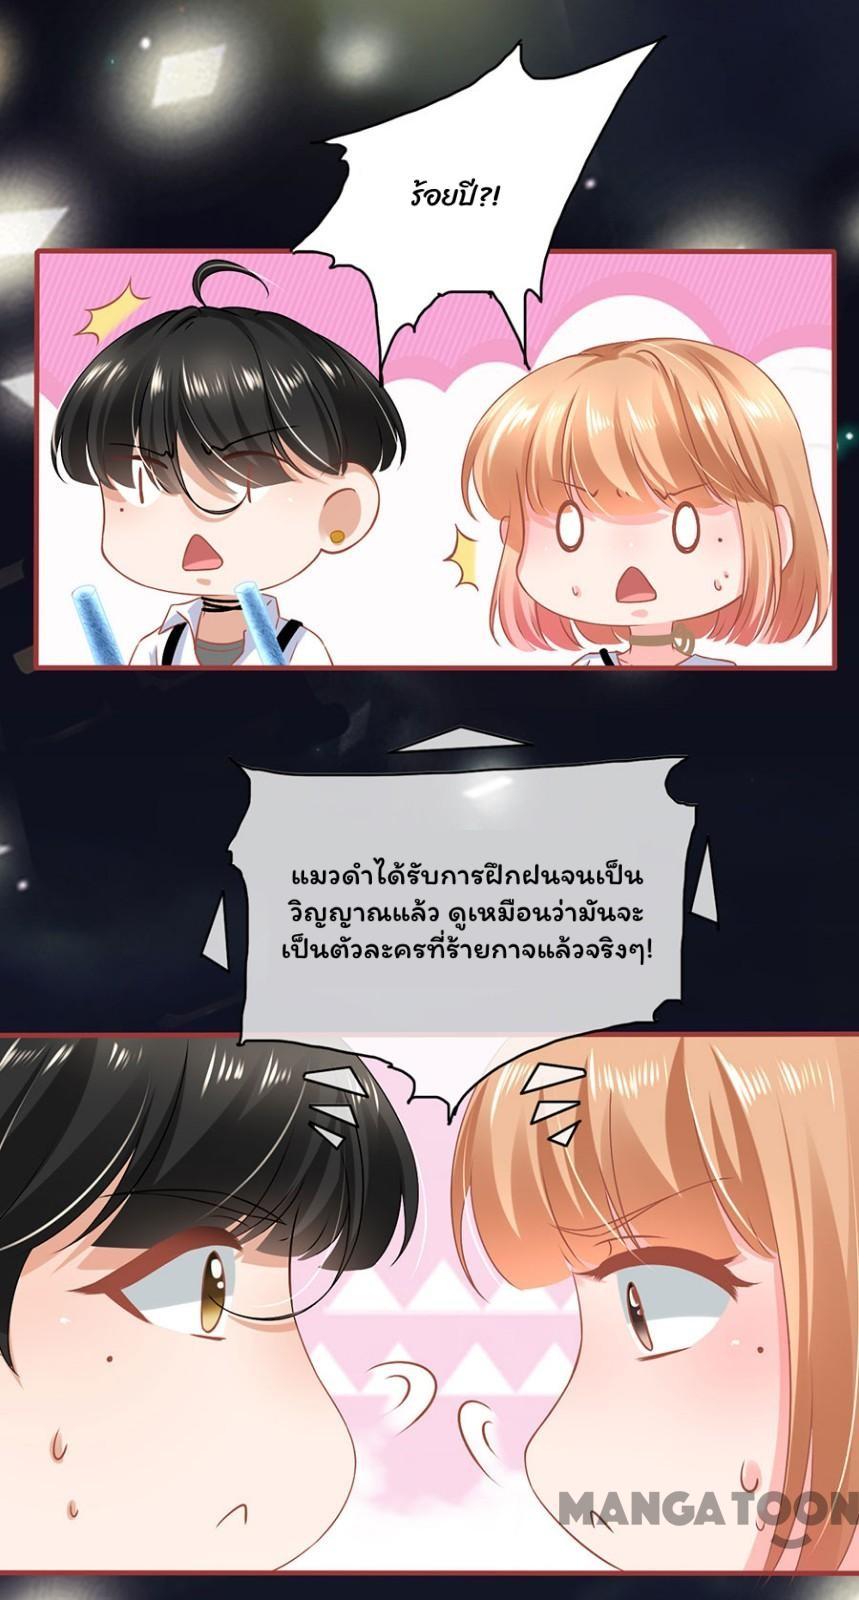 ร้อยปี?!
แมวดำได้รับการฝึกฝนจนเป็น
วิญญาณแล้ว ดูเหมือนว่ามันจะ
เป็นตัวละครที่ร้ายกาจแล้วจริงๆ!
MANGATOON